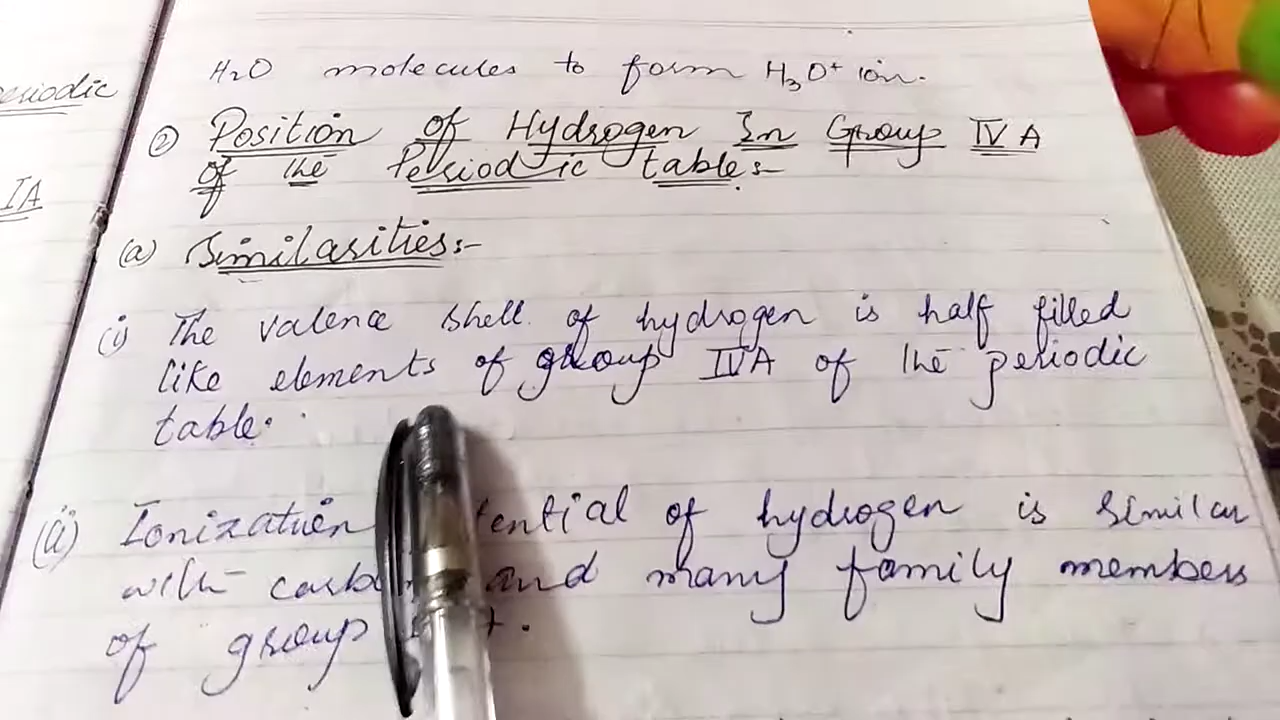 eriodic
IA
H2O molecules to form H3O+ ion.
② Position of Hydrogen In Group IV A
of the Periodic table:-
(a) Similarities:-
(i) The valence shell of hydrogen is half filled
like elements of group IVA of the periodic
table.
(ii) Ionization tential of hydrogen is similar
with carb and many family members
of group